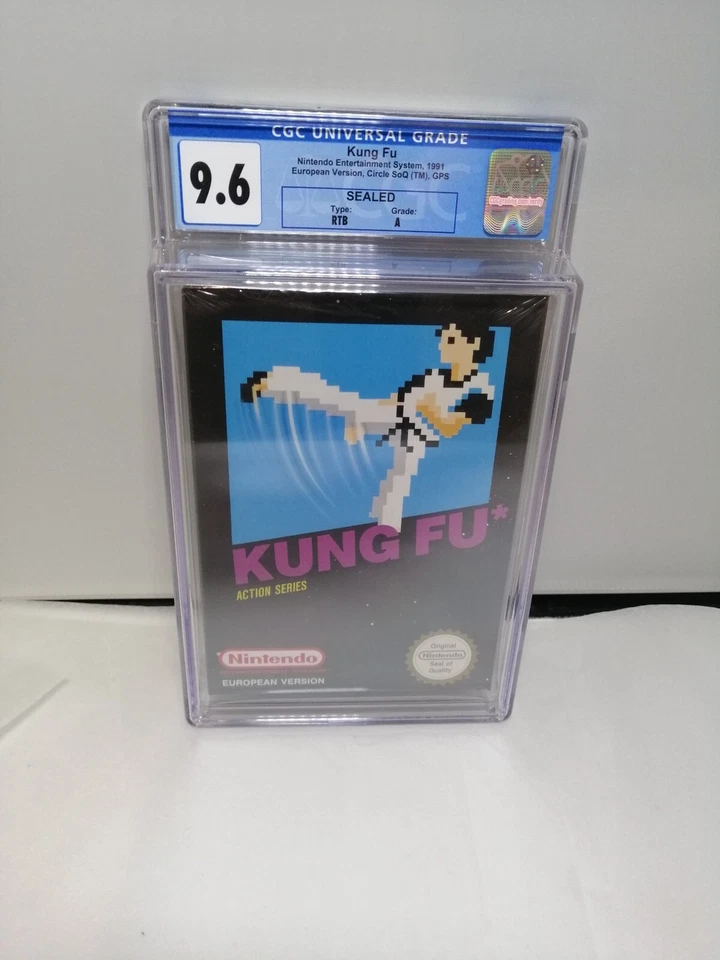 CGC UNIVERSAL GRADE
9.6
Kung Fu
Nintendo Entertainment System, 1991
European Version, Circle SoQ (TM), GPS
SEALED
Type: Grade:
RTB A
KUNG FU*
ACTION SERIES
Nintendo
EUROPEAN VERSION
Original
Nintendo
Seal of
Quality